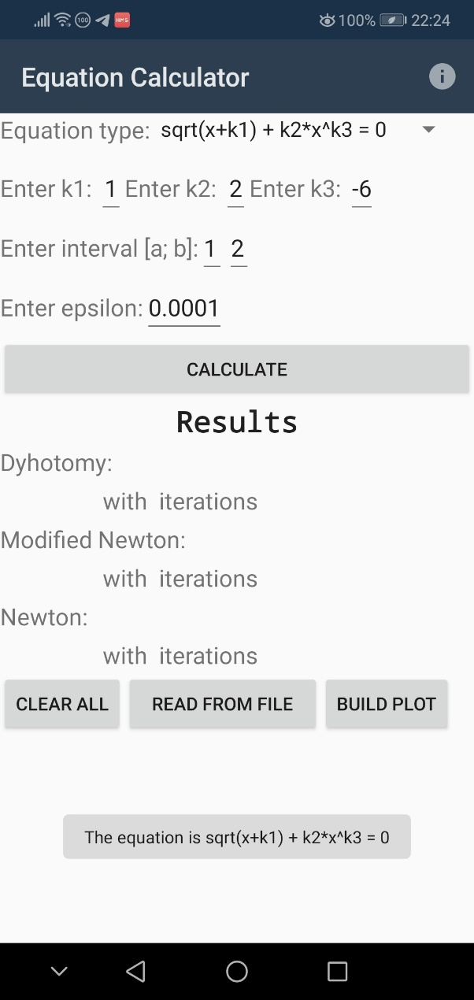 100 HMS 100% 22:24
Equation Calculator
Equation type: sqrt(x+k1) + k2*x^k3 = 0
Enter k1: 1 Enter k2: 2 Enter k3: -6
Enter interval [a; b]: 1 2
Enter epsilon: 0.0001
CALCULATE
Results
Dyhotomy:
with iterations
Modified Newton:
with iterations
Newton:
with iterations
CLEAR ALL READ FROM FILE BUILD PLOT
The equation is sqrt(x+k1) + k2*x^k3 = 0